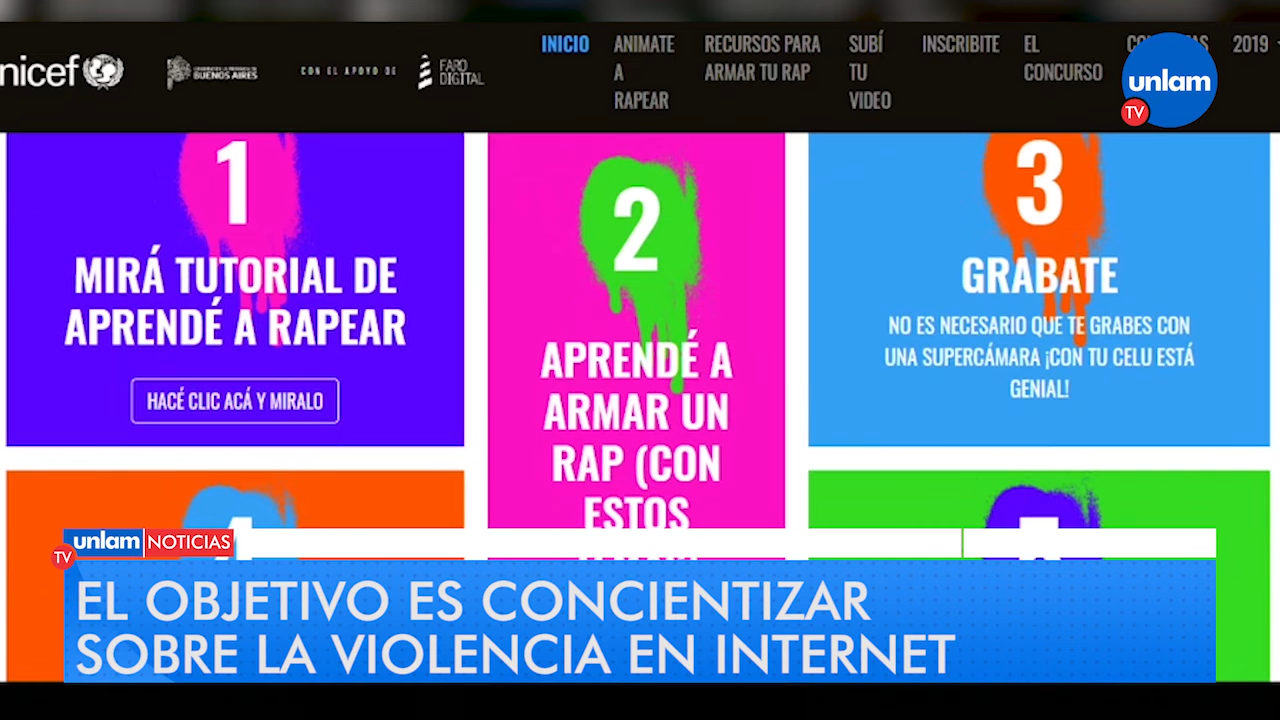 INICIO
ANIMATE A RAPEAR
RECURSOS PARA ARMAR TU RAP
SUBÍ TU VIDEO
INSCRIBITE
EL CONCURSO
2019
nicef
BUENOS AIRES
CON EL APOYO DE
FARO DIGITAL
unlam
TV
1
MIRÁ TUTORIAL DE
APRENDÉ A RAPEAR
HACÉ CLIC ACÁ Y MIRALO
2
APRENDÉ A
ARMAR UN
RAP (CON
ESTOS
3
GRABATE
NO ES NECESARIO QUE TE GRABES CON
UNA SUPERCÁMARA ¡CON TU CELU ESTÁ
GENIAL!
unlam NOTICIAS
TV
EL OBJETIVO ES CONCIENTIZAR
SOBRE LA VIOLENCIA EN INTERNET